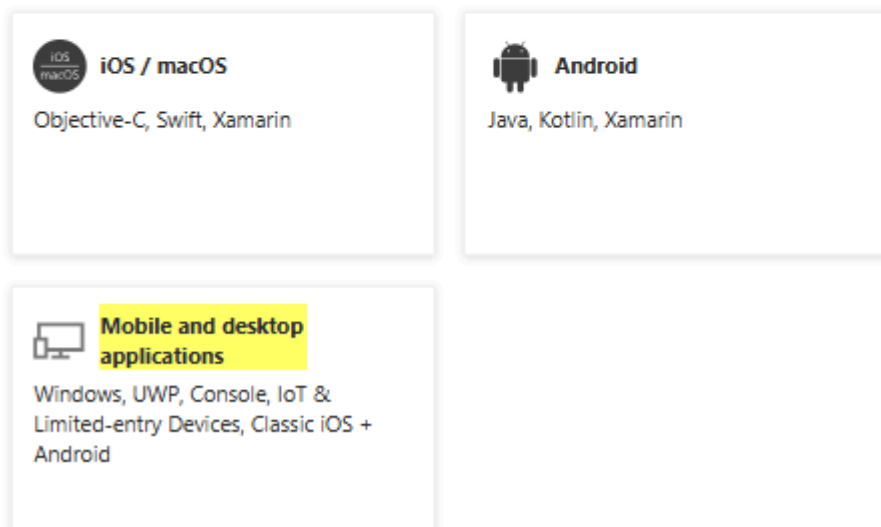 iOS
macOS
iOS / macOS
Objective-C, Swift, Xamarin
Android
Java, Kotlin, Xamarin
Mobile and desktop
applications
Windows, UWP, Console, IoT &
Limited-entry Devices, Classic iOS +
Android